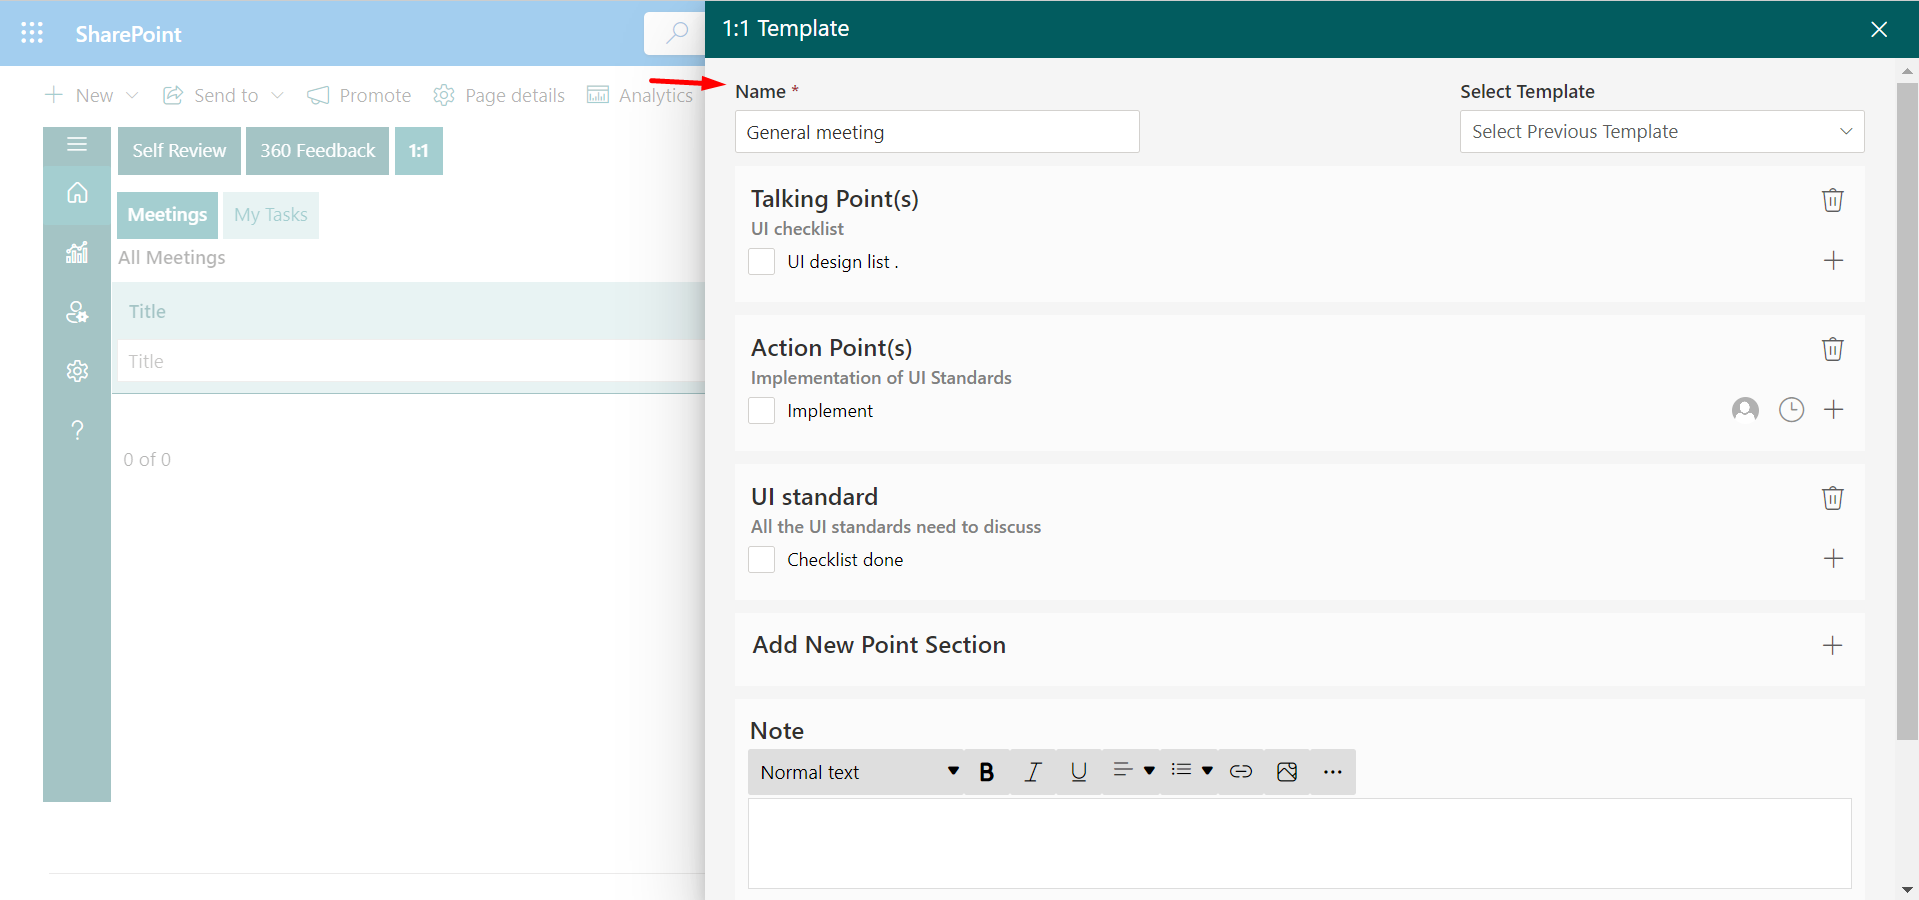 SharePoint
New
Send to
Promote
Page details
Analytics
Self Review
360 Feedback
1:1
Meetings
My Tasks
All Meetings
Title
Title
0 of 0
1:1 Template
Name *
General meeting
Select Template
Select Previous Template
Talking Point(s)
UI checklist
UI design list .
Action Point(s)
Implementation of UI Standards
Implement
UI standard
All the UI standards need to discuss
Checklist done
Add New Point Section
Note
Normal text
B I U